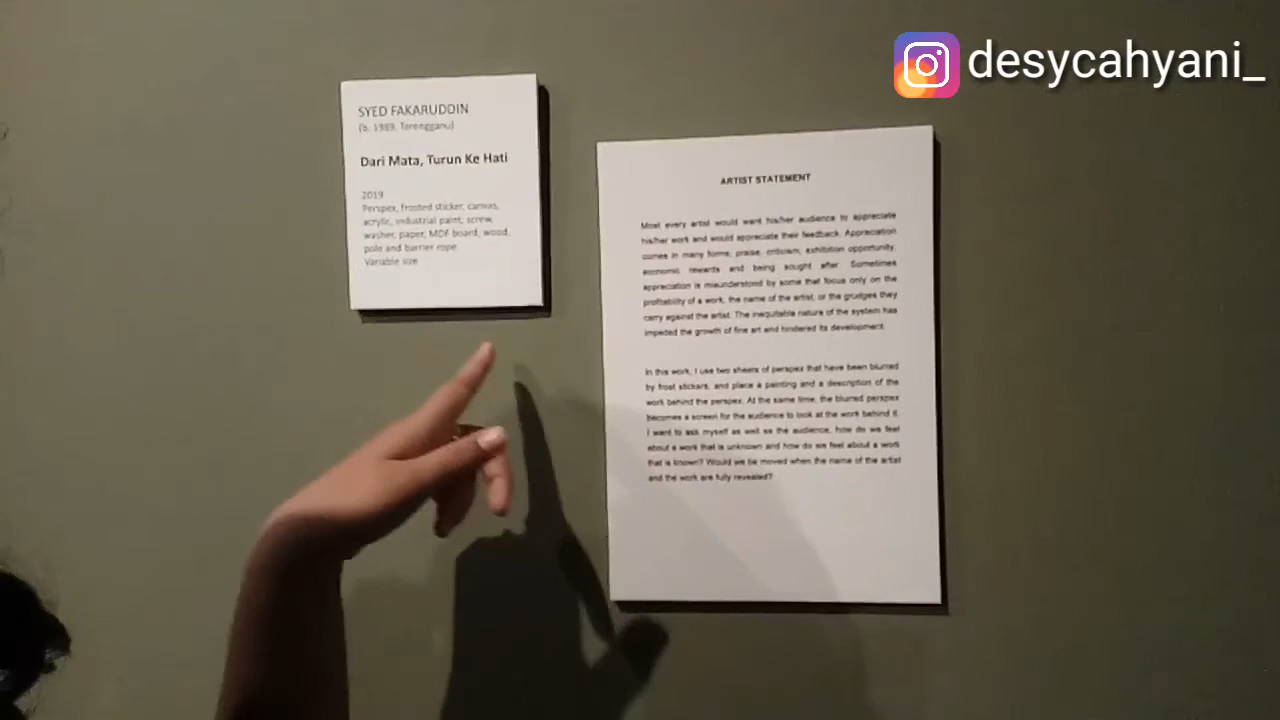 desycahyani_
SYED FAKARUDDIN
(b. 1989, Terengganu)
Dari Mata, Turun Ke Hati
2019
Perspex, frosted sticker, canvas,
acrylic, industrial paint, screw,
washer, paper, MDF board, wood,
pole and barrier rope
Variable size
ARTIST STATEMENT
Most every artist would want his/her audience to appreciate
his/her work and would appreciate their feedback. Appreciation
comes in many forms, praise, criticism, exhibition opportunity,
economic rewards and being sought after. Sometimes
appreciation is misunderstood by some that focus only on the
profitability of a work, the name of the artist, or the grudges they
carry against the artist. The inequitable nature of the system has
impeded the growth of fine art and hindered its development.
In this work, I use two sheets of perspex that have been blurred
by frost stickers, and place a painting and a description of the
work behind the perspex. At the same time, the blurred perspex
becomes a screen for the audience to look at the work behind it.
I want to ask myself as well as the audience, how do we feel
about a work that is unknown and how do we feel about a work
that is known? Would we be moved when the name of the artist
and the work are fully revealed?